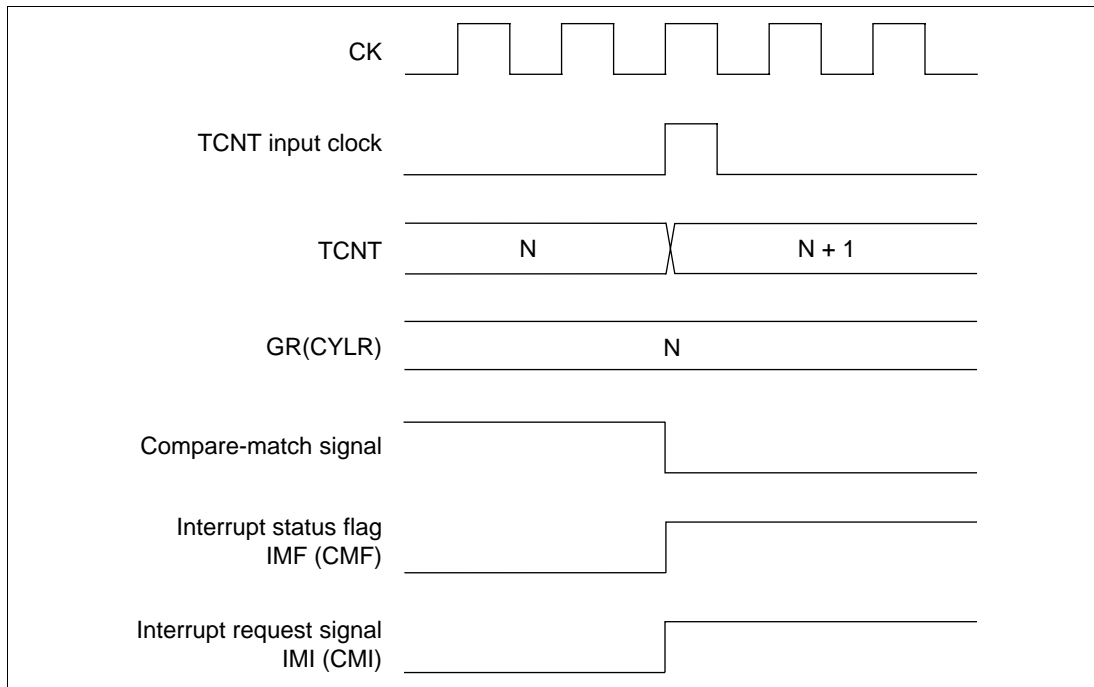 CK
TCNT input clock
TCNT
N
N + 1
GR(CYLR)
N
Compare-match signal
Interrupt status flag
IMF (CMF)
Interrupt request signal
IMI (CMI)